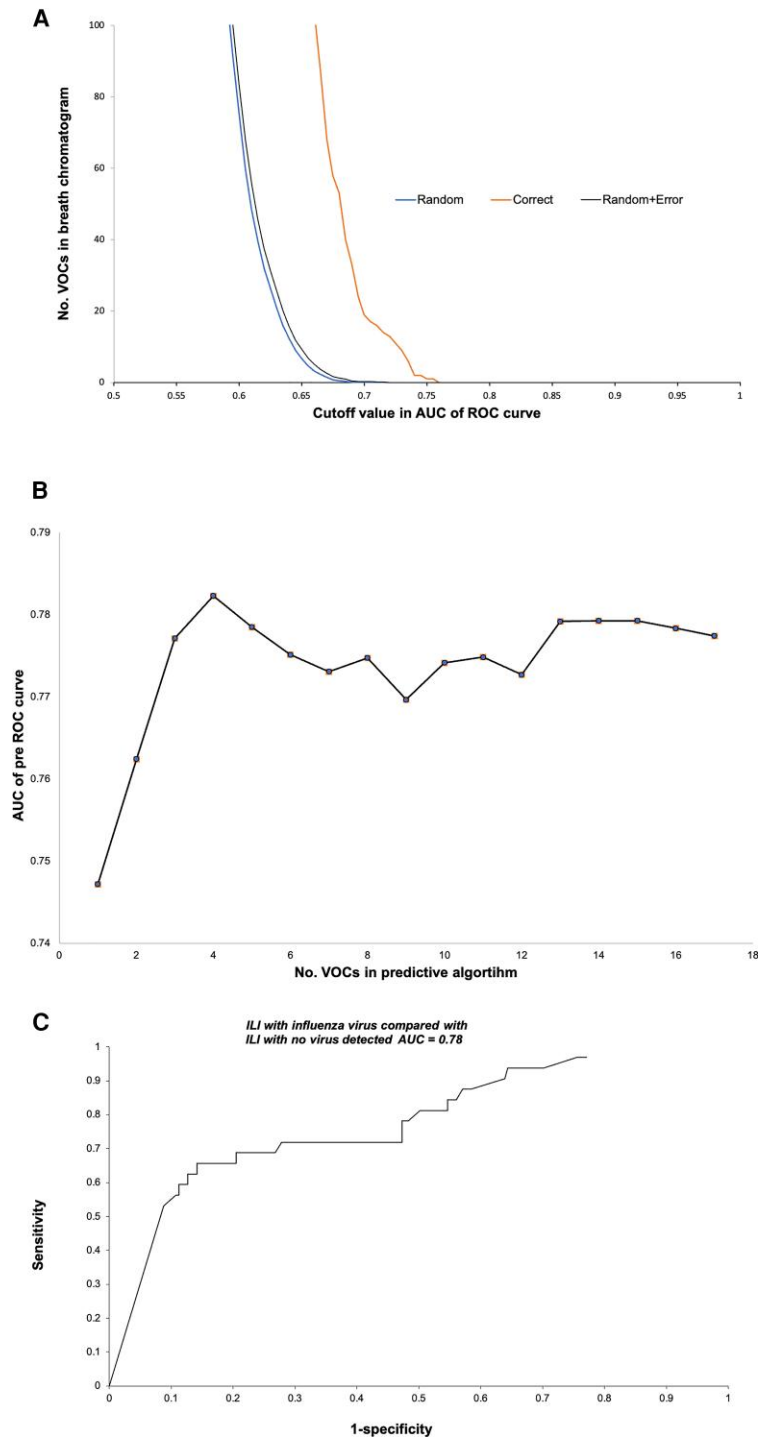 A
100
80
60
40
20
0
No. VOCs in breath chromatogram
Random
Correct
Random+Error
0.5 0.55 0.6 0.65 0.7 0.75 0.8 0.85 0.9 0.95 1
Cutoff value in AUC of ROC curve
B
0.79
0.78
0.77
0.76
0.75
0.74
AUC of pre ROC curve
0 2 4 6 8 10 12 14 16 18
No. VOCs in predictive algortihm
C
ILI with influenza virus compared with
ILI with no virus detected AUC = 0.78
1
0.9
0.8
0.7
0.6
0.5
0.4
0.3
0.2
0.1
0
Sensitivity
0 0.1 0.2 0.3 0.4 0.5 0.6 0.7 0.8 0.9 1
1-specificity